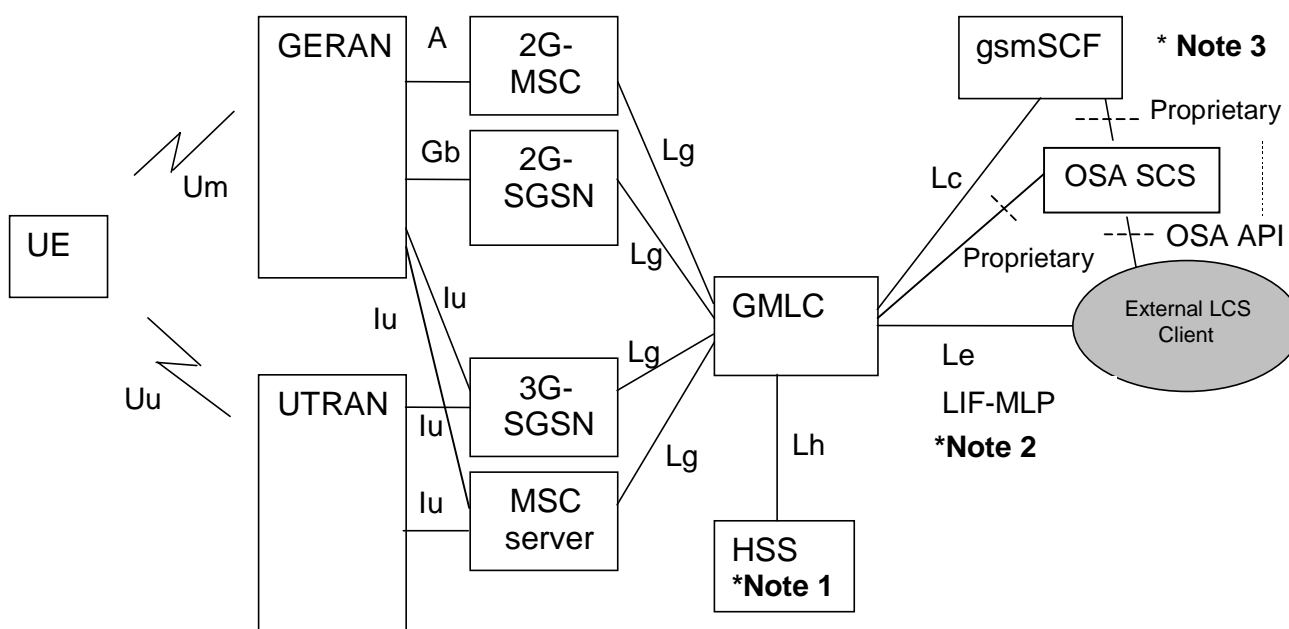 GERAN
A
2G-
MSC
gsmSCF
* Note 3
Proprietary
Gb
2G-
SGSN
Lg
Lc
OSA SCS
Um
UE
Lg
Proprietary
OSA API
Iu
Iu
GMLC
External LCS
Client
Uu
UTRAN
Iu
3G-
SGSN
Lg
Le
LIF-MLP
*Note 2
Iu
MSC
server
Lg
Lh
HSS
*Note 1